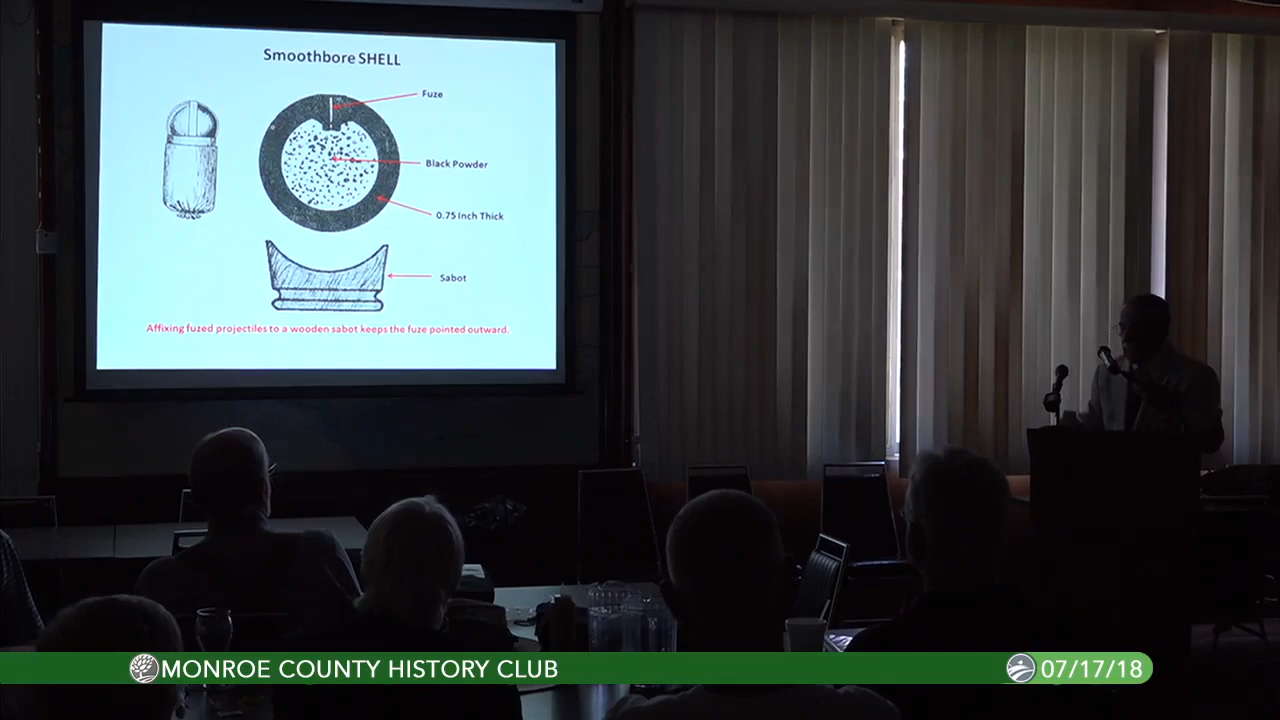 Smoothbore SHELL
Fuze
Black Powder
0.75 Inch Thick
Sabot
Affixing fuzed projectiles to a wooden sabot keeps the fuze pointed outward.
MONROE COUNTY HISTORY CLUB
07/17/18